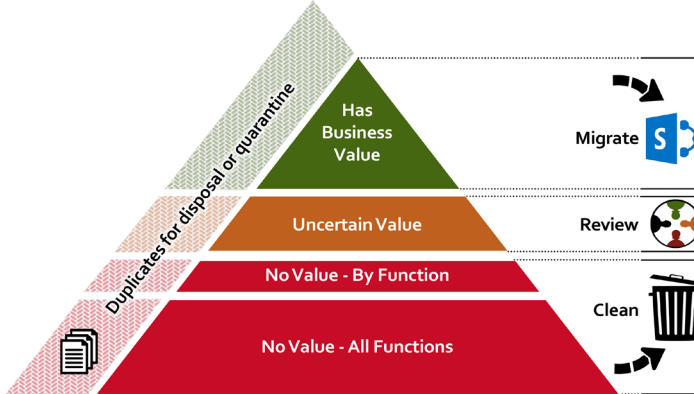 Duplicates for disposal or quarantine
Has
Business
Value
Migrate
S
Uncertain Value
Review
No Value - By Function
Clean
No Value - All Functions